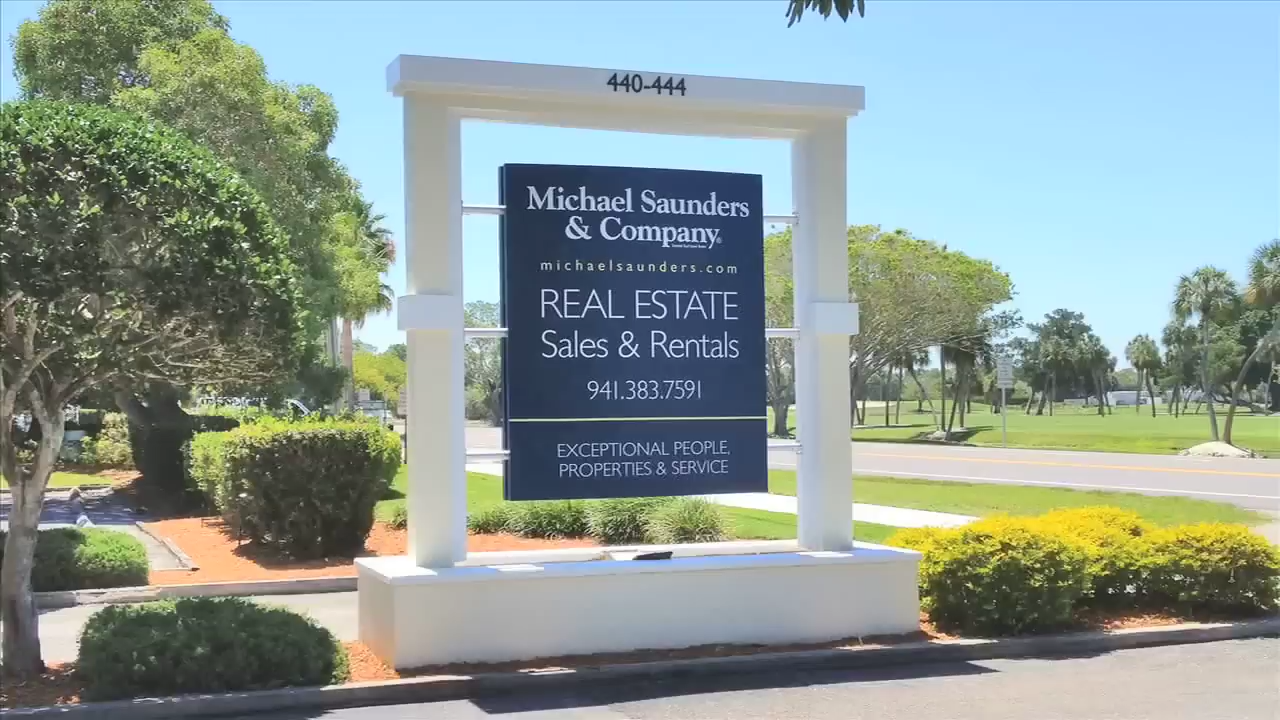 440-444
Michael Saunders
& Company
michaelsaunders.com
REAL ESTATE
Sales & Rentals
941.383.7591
EXCEPTIONAL PEOPLE,
PROPERTIES & SERVICE